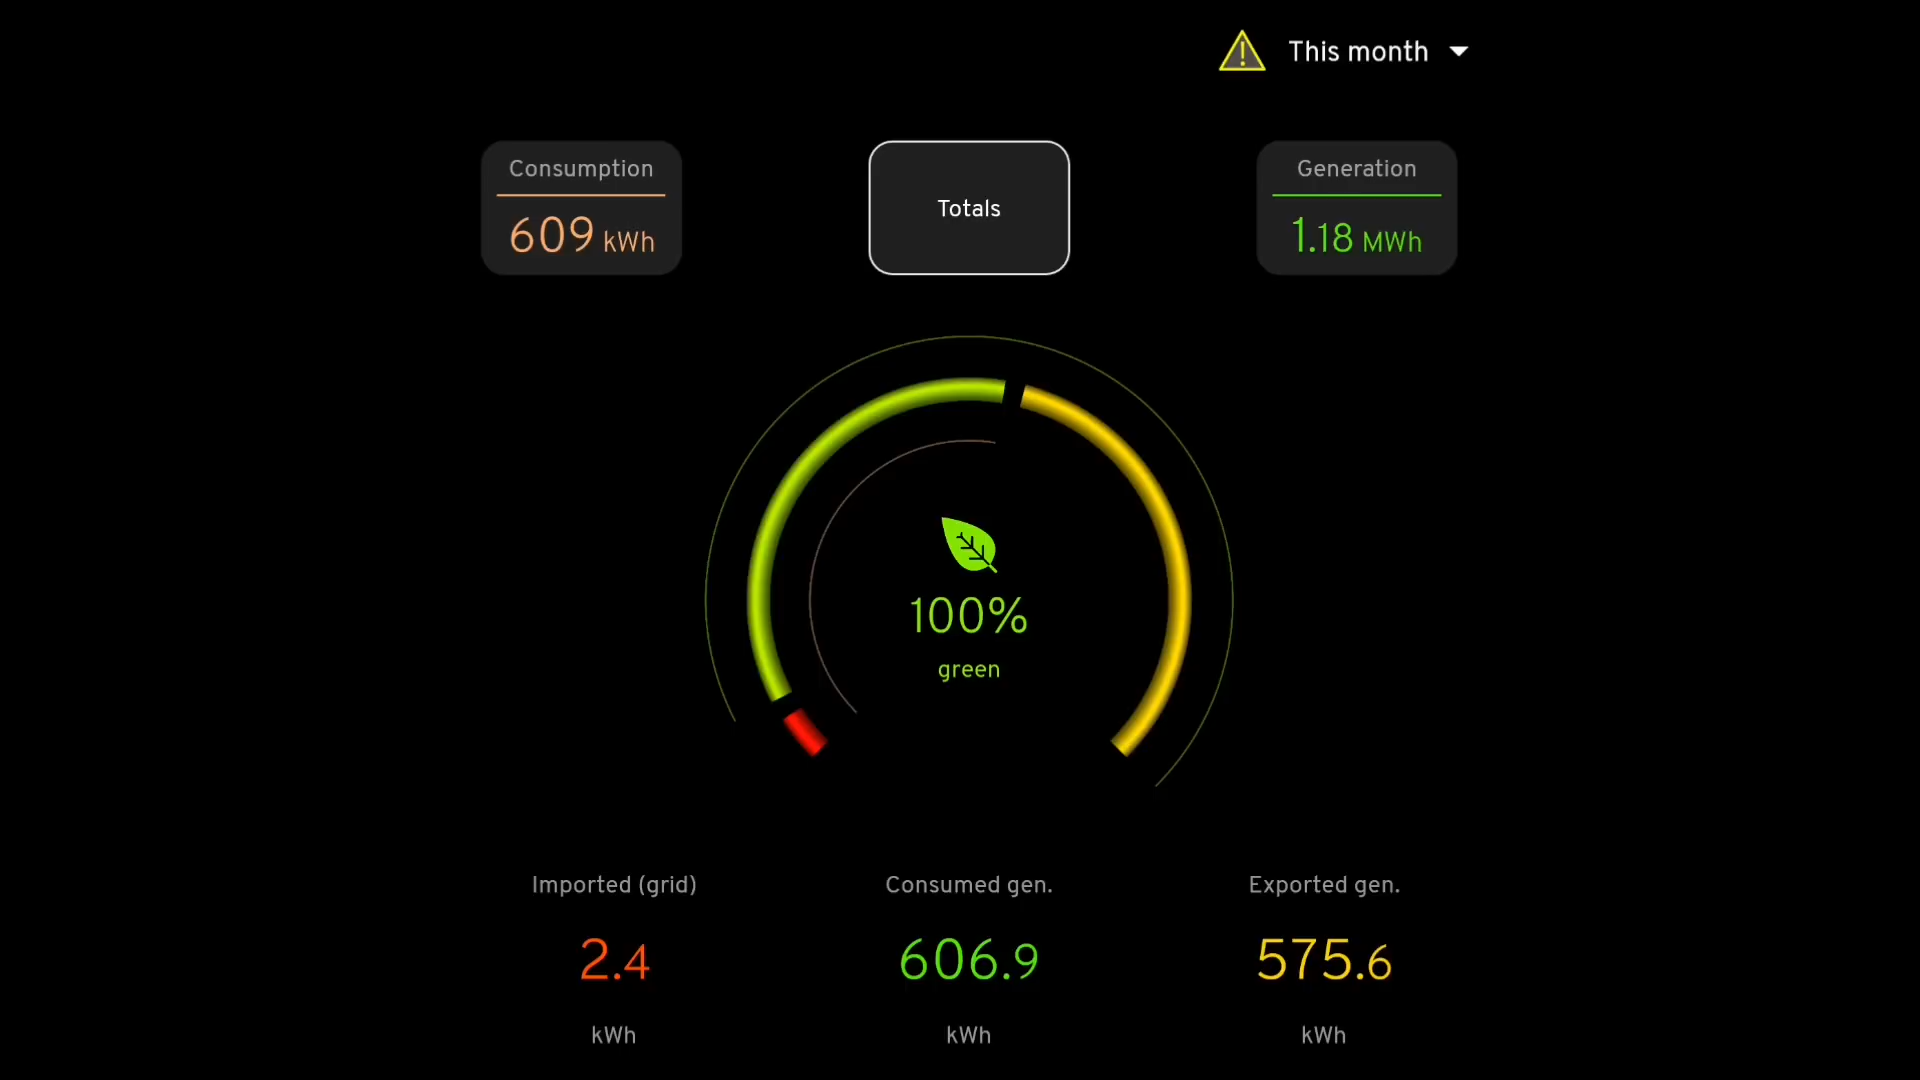 This month
Consumption
609 kWh
Totals
Generation
1.18 MWh
100%
green
Imported (grid)
2.4
kWh
Consumed gen.
606.9
kWh
Exported gen.
575.6
kWh